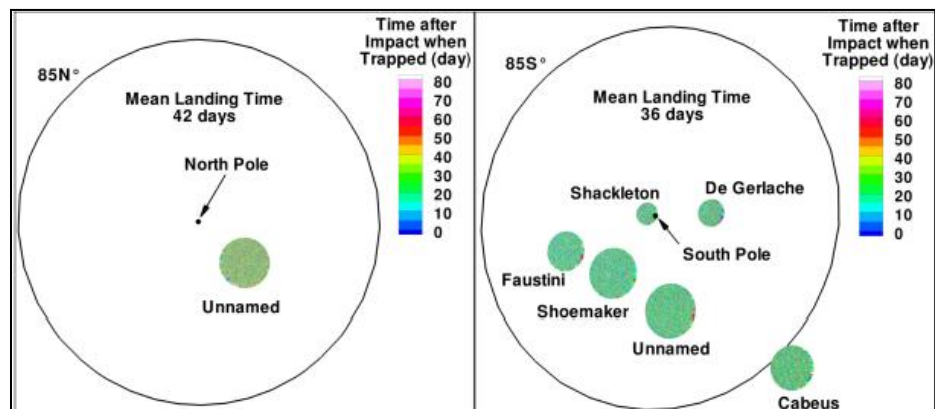 Time after
Impact when
Trapped (day)
85N°
80
70
60
50
40
30
20
10
0
Mean Landing Time
42 days
North Pole
Unnamed
Time after
Impact when
Trapped (day)
85S°
80
70
60
50
40
30
20
10
0
Mean Landing Time
36 days
Shackleton
De Gerlache
South Pole
Faustini
Shoemaker
Unnamed
Cabeus